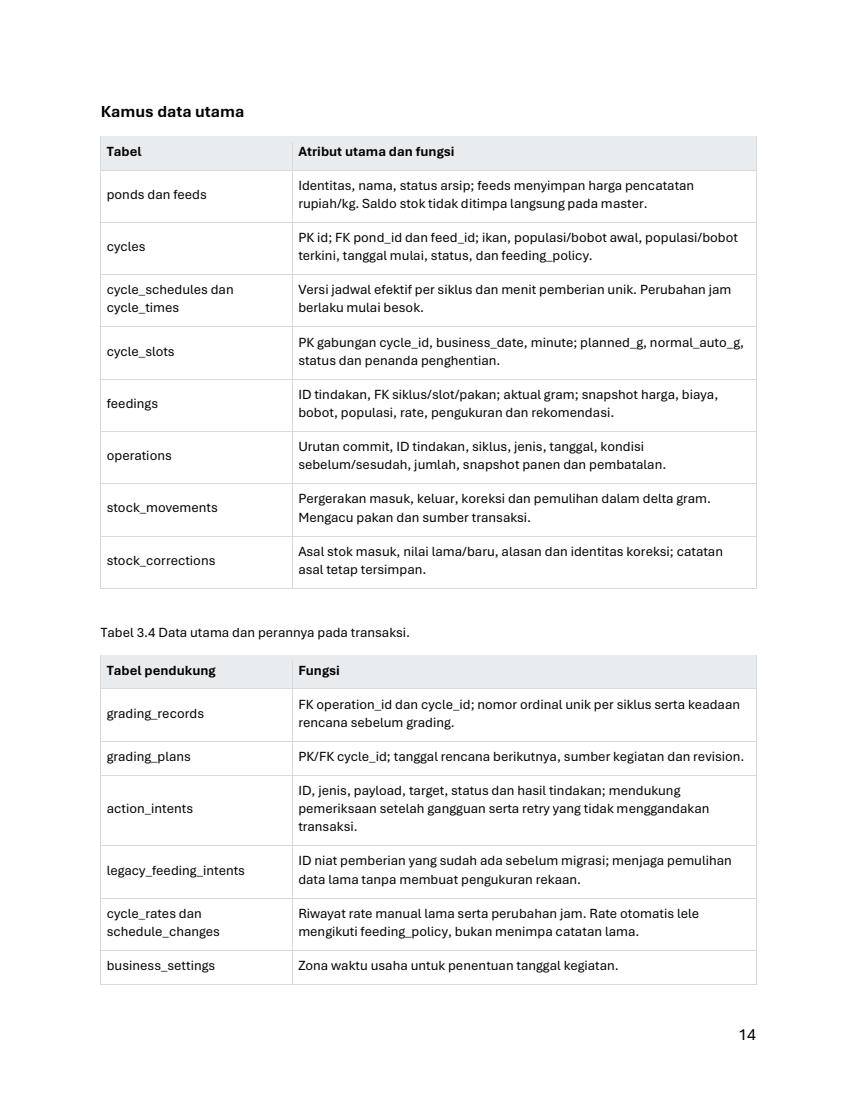 Kamus data utama
Tabel
Atribut utama dan fungsi
ponds dan feeds
Identitas, nama, status arsip; feeds menyimpan harga pencatatan
rupiah/kg. Saldo stok tidak ditimpa langsung pada master.
cycles
PK id; FK pond_id dan feed_id; ikan, populasi/bobot awal, populasi/bobot
terkini, tanggal mulai, status, dan feeding_policy.
cycle_schedules dan
cycle_times
Versi jadwal efektif per siklus dan menit pemberian unik. Perubahan jam
berlaku mulai besok.
cycle_slots
PK gabungan cycle_id, business_date, minute; planned_g, normal_auto_g,
status dan penanda penghentian.
feedings
ID tindakan, FK siklus/slot/pakan; aktual gram; snapshot harga, biaya,
bobot, populasi, rate, pengukuran dan rekomendasi.
operations
Urutan commit, ID tindakan, siklus, jenis, tanggal, kondisi
sebelum/sesudah, jumlah, snapshot panen dan pembatalan.
stock_movements
Pergerakan masuk, keluar, koreksi dan pemulihan dalam delta gram.
Mengacu pakan dan sumber transaksi.
stock_corrections
Asal stok masuk, nilai lama/baru, alasan dan identitas koreksi; catatan
asal tetap tersimpan.
Tabel 3.4 Data utama dan perannya pada transaksi.
Tabel pendukung
Fungsi
grading_records
FK operation_id dan cycle_id; nomor ordinal unik per siklus serta keadaan
rencana sebelum grading.
grading_plans
PK/FK cycle_id; tanggal rencana berikutnya, sumber kegiatan dan revision.
action_intents
ID, jenis, payload, target, status dan hasil tindakan; mendukung
pemeriksaan setelah gangguan serta retry yang tidak menggandakan
transaksi.
legacy_feeding_intents
ID niat pemberian yang sudah ada sebelum migrasi; menjaga pemulihan
data lama tanpa membuat pengukuran rekaan.
cycle_rates dan
schedule_changes
Riwayat rate manual lama serta perubahan jam. Rate otomatis lele
mengikuti feeding_policy, bukan menimpa catatan lama.
business_settings
Zona waktu usaha untuk penentuan tanggal kegiatan.
14